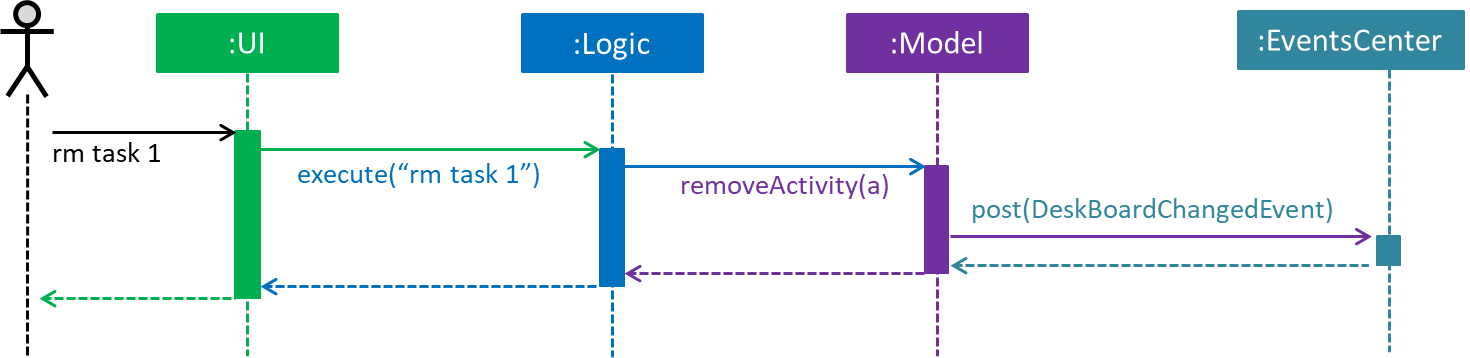 :UI
:Logic
:Model
:EventsCenter
rm task 1
execute(“rm task 1”)
removeActivity(a)
post(DeskBoardChangedEvent)